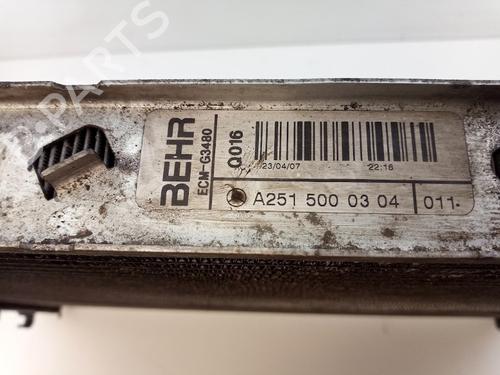 BEHR
ECM-G3480
Q016
23/04/07 22:16
A251 500 03 04 011
B-PARTS